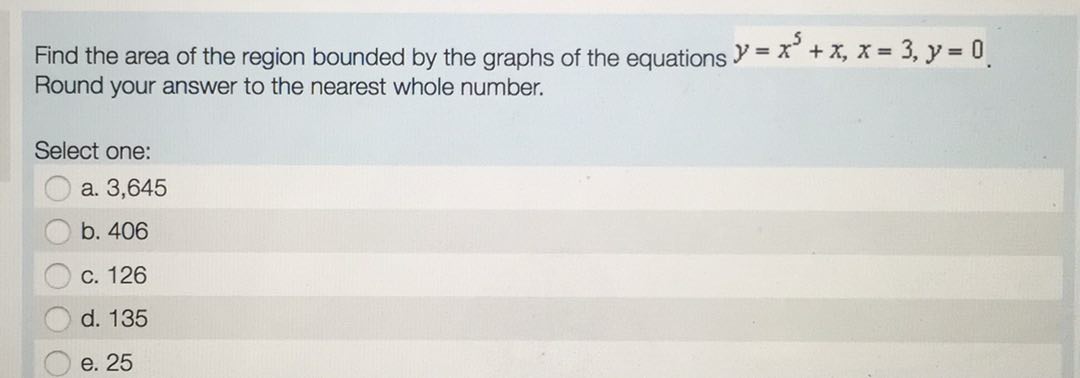 Find the area of the region bounded by the graphs of the equations y = x⁵ + x, x = 3, y = 0.
Round your answer to the nearest whole number.
Select one:
a. 3,645
b. 406
c. 126
d. 135
e. 25